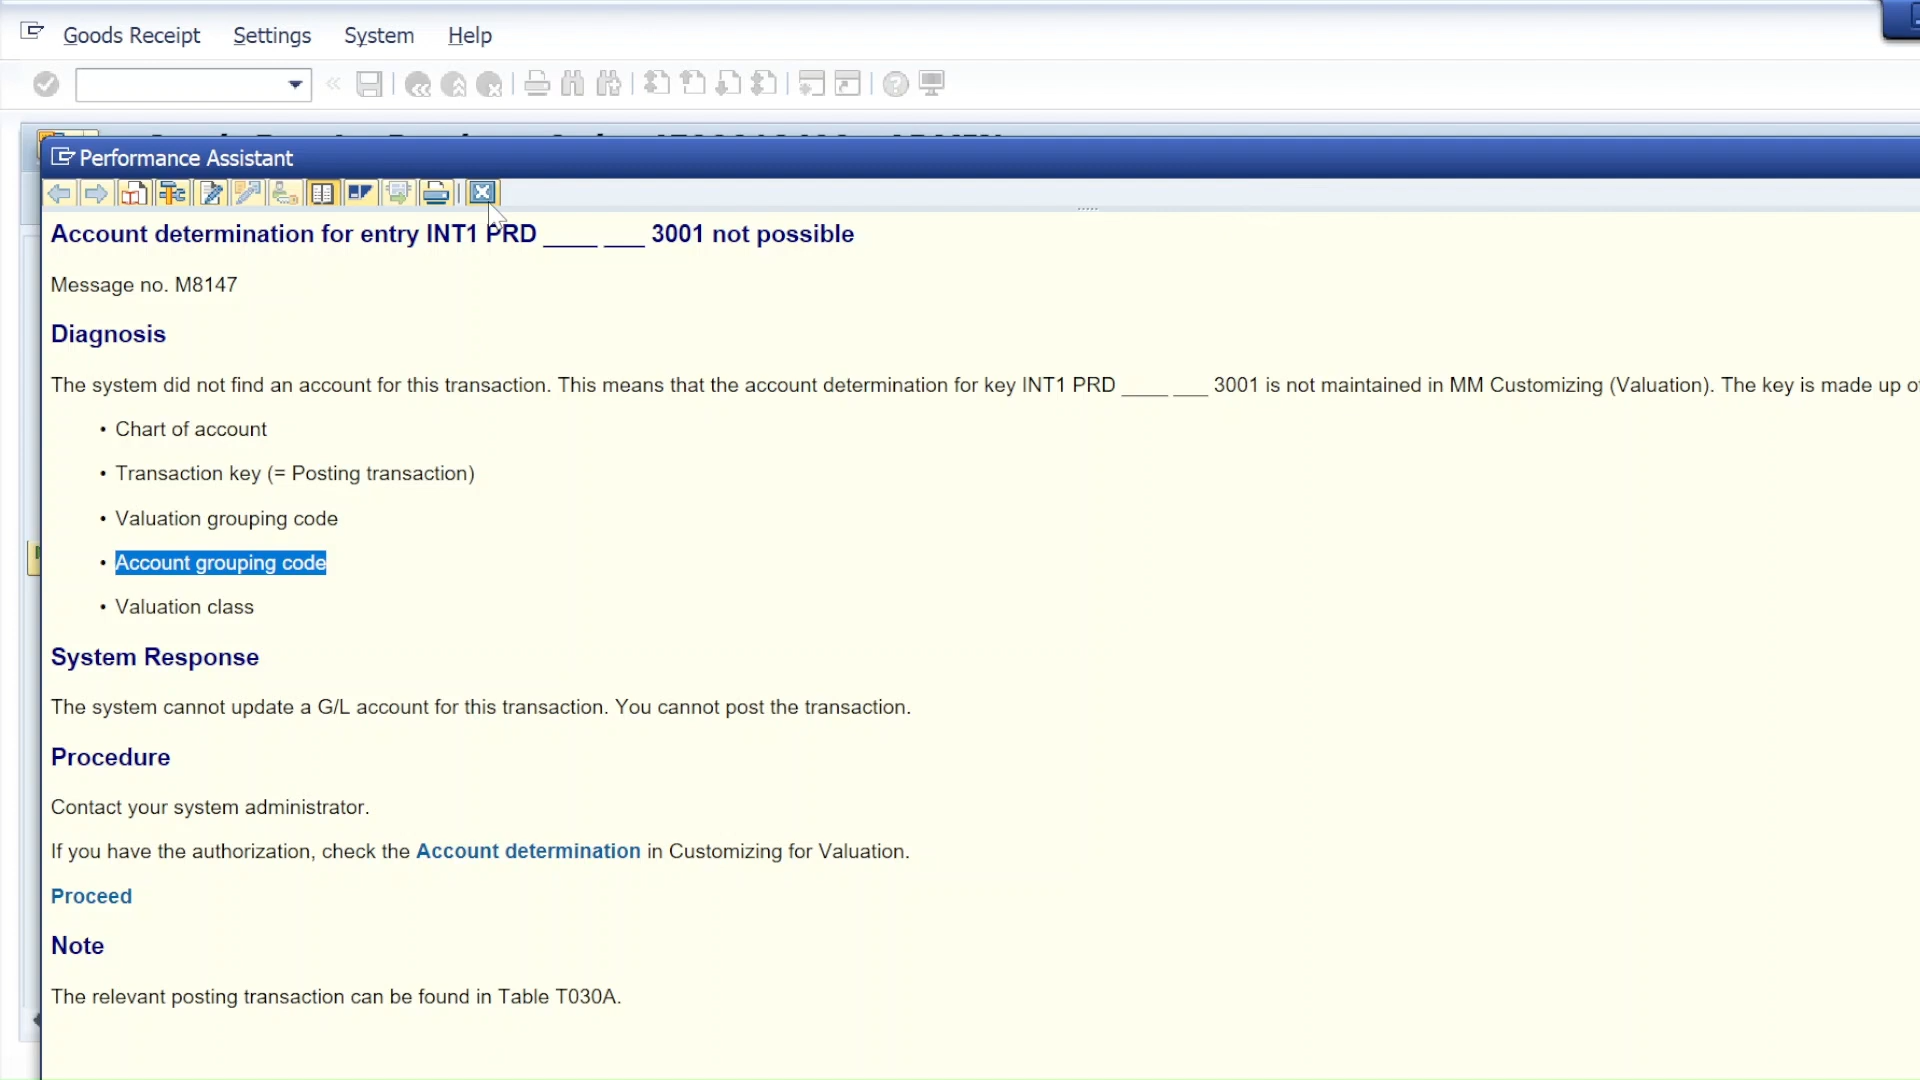 Goods Receipt Settings System Help
Performance Assistant
Account determination for entry INT1 PRD ____ ___ 3001 not possible
Message no. M8147
Diagnosis
The system did not find an account for this transaction. This means that the account determination for key INT1 PRD ____ ___ 3001 is not maintained in MM Customizing (Valuation). The key is made up
• Chart of account
• Transaction key (= Posting transaction)
• Valuation grouping code
• Account grouping code
• Valuation class
System Response
The system cannot update a G/L account for this transaction. You cannot post the transaction.
Procedure
Contact your system administrator.
If you have the authorization, check the Account determination in Customizing for Valuation.
Proceed
Note
The relevant posting transaction can be found in Table T030A.